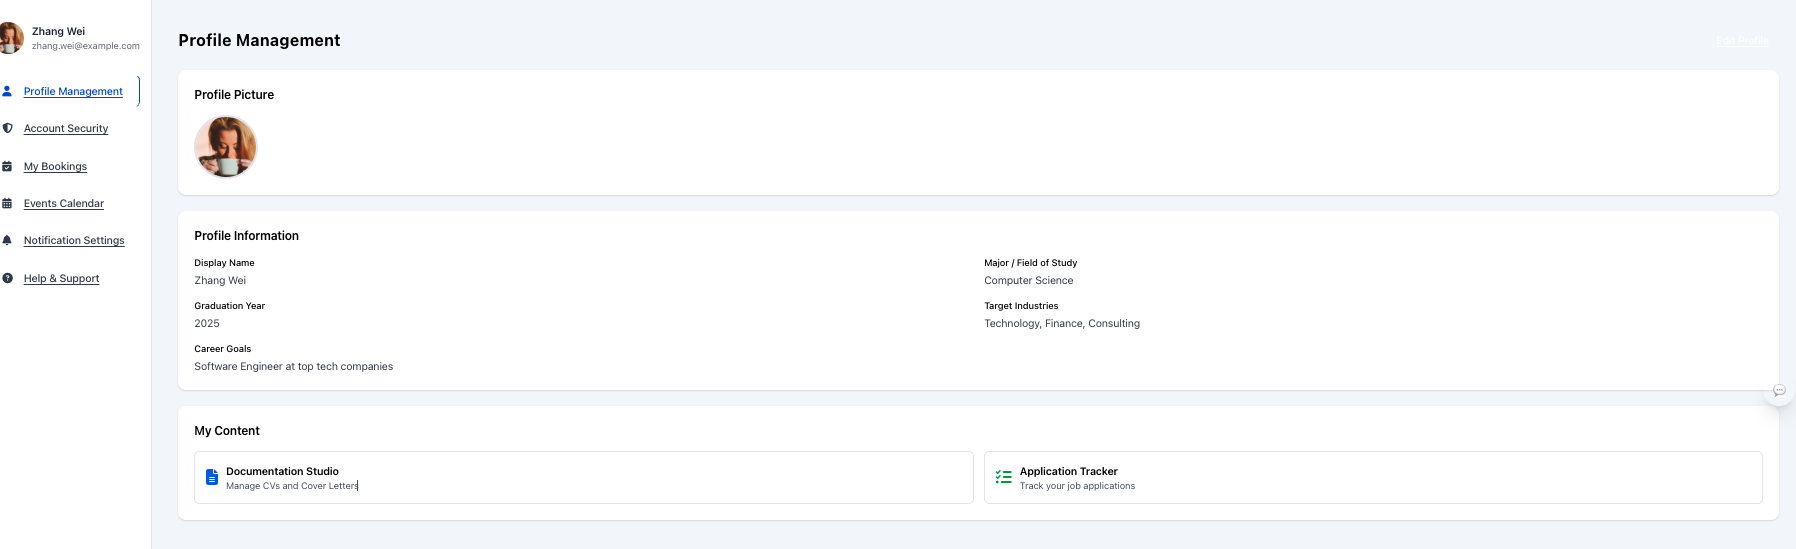 Zhang Wei
zhang.wei@example.com
Profile Management
Account Security
My Bookings
Events Calendar
Notification Settings
Help & Support
Profile Management
Edit Profile
Profile Picture
Profile Information
Display Name
Zhang Wei
Major / Field of Study
Computer Science
Graduation Year
2025
Target Industries
Technology, Finance, Consulting
Career Goals
Software Engineer at top tech companies
My Content
Documentation Studio
Manage CVs and Cover Letters
Application Tracker
Track your job applications